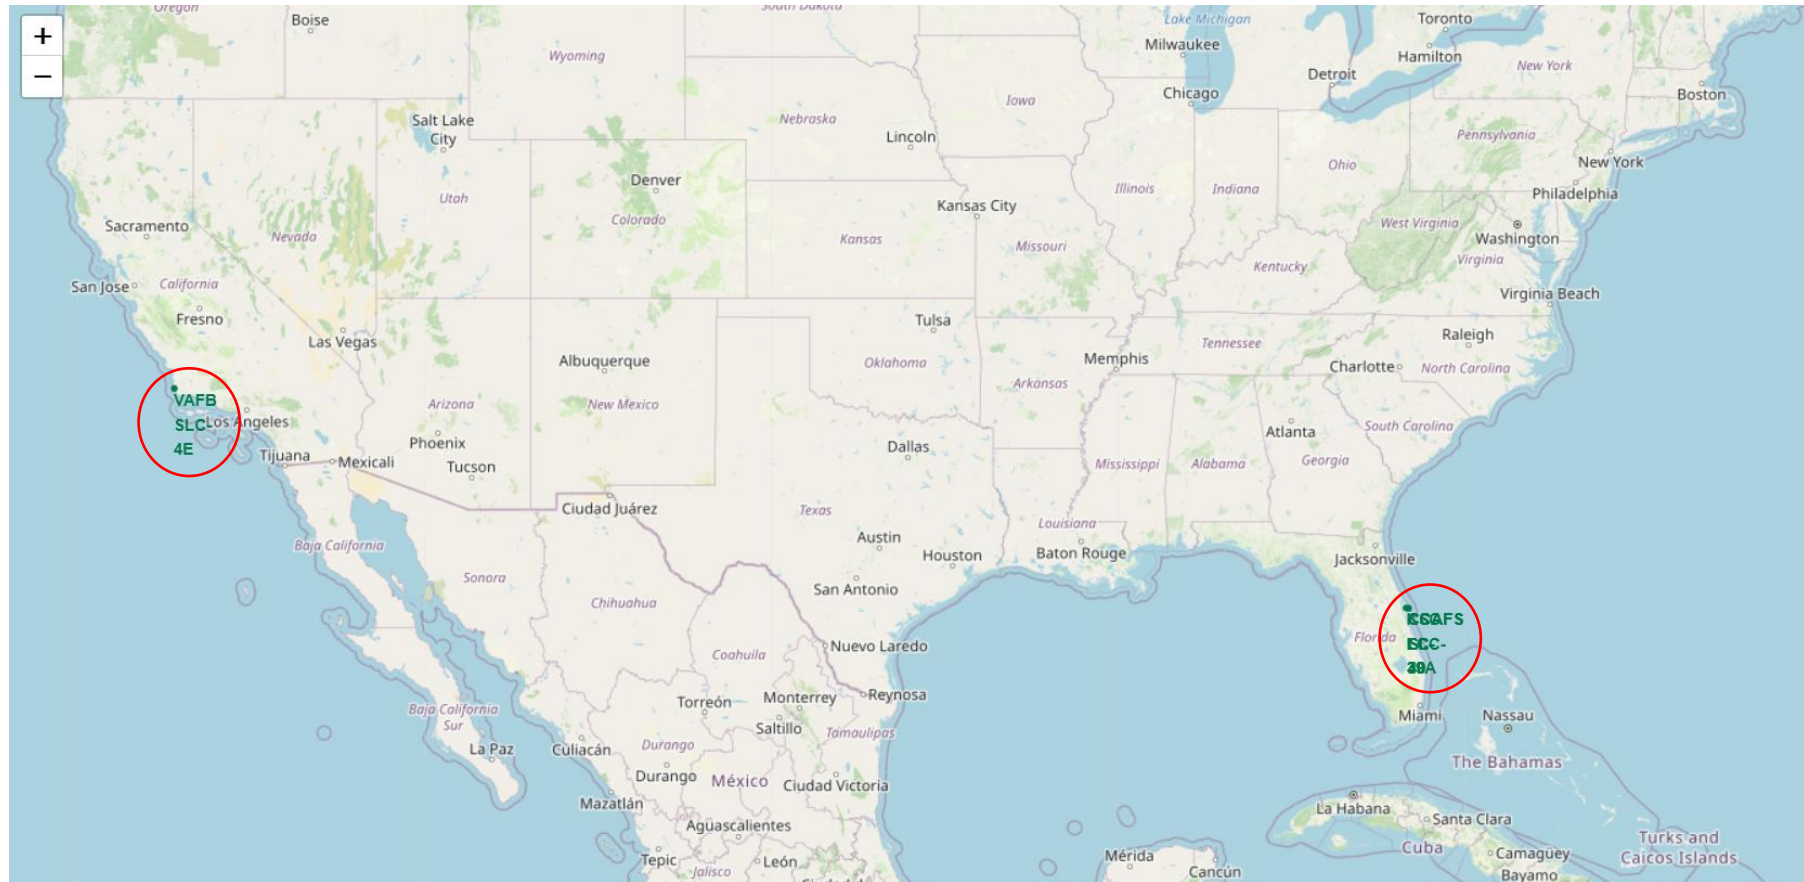 Oregon
Boise
South Dakota
Lake Michigan
Toronto
+
Milwaukee
Hamilton
Wyoming
New York
−
Detroit
Iowa
Chicago
Boston
Salt Lake
City
Nebraska
Lincoln
Pennsylvania
Ohio
New York
Denver
Illinois
Indiana
Philadelphia
Utah
Kansas City
Colorado
Sacramento
West Virginia
Nevada
Kansas
Missouri
Washington
Virginia
Kentucky
San Jose
California
Virginia Beach
Fresno
Tulsa
Raleigh
Las Vegas
Tennessee
Albuquerque
Oklahoma
Memphis
Charlotte
North Carolina
Arkansas
VAFB
SLC-
4E
Arizona
New Mexico
Los Angeles
South Carolina
Atlanta
Phoenix
Dallas
Tijuana
Mexicali
Tucson
Mississippi
Alabama
Georgia
Ciudad Juárez
Texas
Louisiana
Austin
Baja California
Houston
Baton Rouge
Jacksonville
Sonora
San Antonio
Chihuahua
Florida
Nuevo Laredo
Coahuila
Reynosa
Torreón
Monterrey
Baja California
Sur
Miami
Nassau
Saltillo
Tamaulipas
La Paz
Culiacán
Durango
The Bahamas
Durango
México
Ciudad Victoria
Mazatlán
La Habana
Santa Clara
Aguascalientes
Turks and
Caicos Islands
Cuba
Camagüey
Mérida
Tepic
León
Jalisco
Cancún
Bayamo